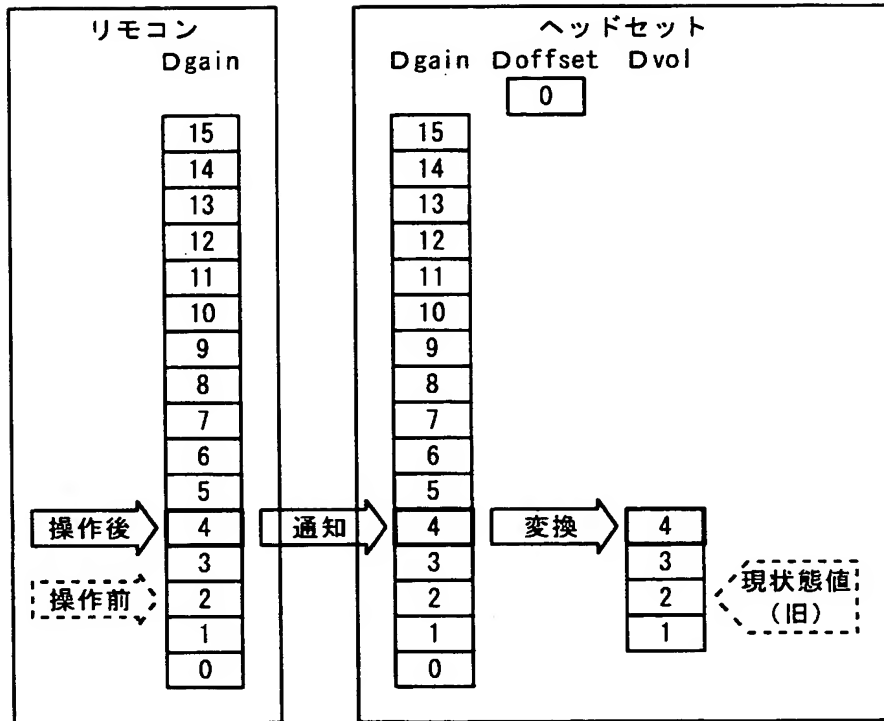 リモコン ヘッドセット
Dgain Dgain Doffset Dvol
0
15 15
14 14
13 13
12 12
11 11
10 10
9 9
8 8
7 7
6 6
5 5
操作後 4 通知 4 変換 4
3 3 3
操作前 2 2 2 現状態値
1 1 1 (旧)
0 0